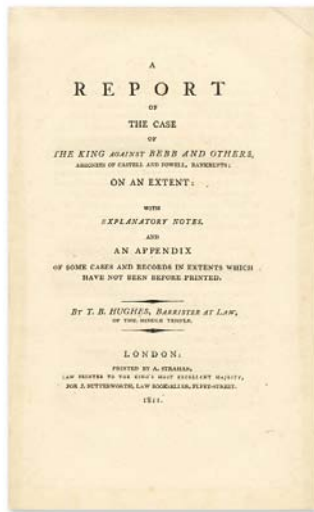 A
REPORT
OF
THE CASE
OF
THE KING AGAINST BEBB AND OTHERS,
ASSIGNEES OF CASTELL AND POWELL, BANKRUPTS;
ON AN EXTENT:
WITH
EXPLANATORY NOTES.
AND
AN APPENDIX
OF SOME CASES AND RECORDS IN EXTENTS WHICH
HAVE NOT BEEN BEFORE PRINTED.
BY T. B. HUGHES, BARRISTER AT LAW,
OF THE MIDDLE TEMPLE.
LONDON:
PRINTED BY A. STRAHAN,
LAW PRINTER TO THE KING'S MOST EXCELLENT MAJESTY,
FOR J. BUTTERWORTH, LAW BOOKSELLER, FLEET-STREET.
1811.